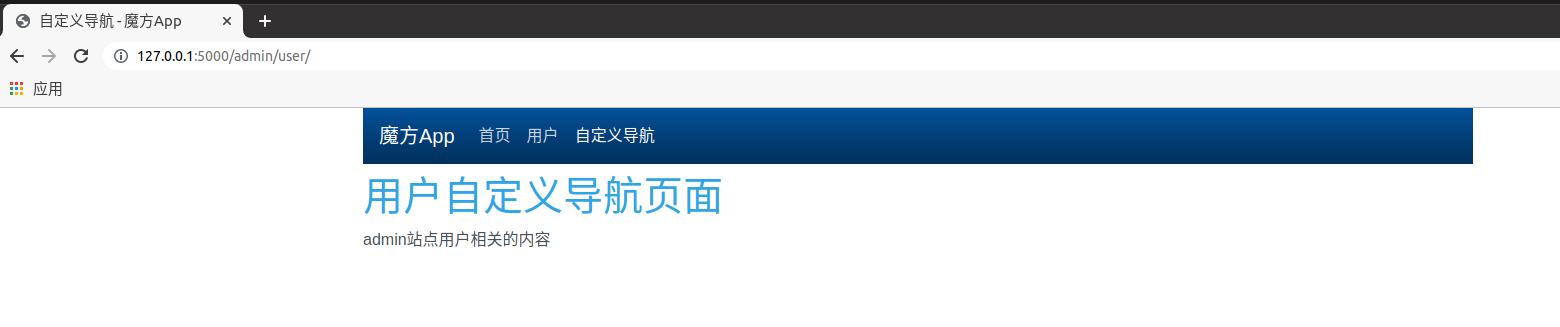 自定义导航 - 魔方App
127.0.0.1:5000/admin/user/
应用
魔方App 首页 用户 自定义导航
用户自定义导航页面
admin站点用户相关的内容